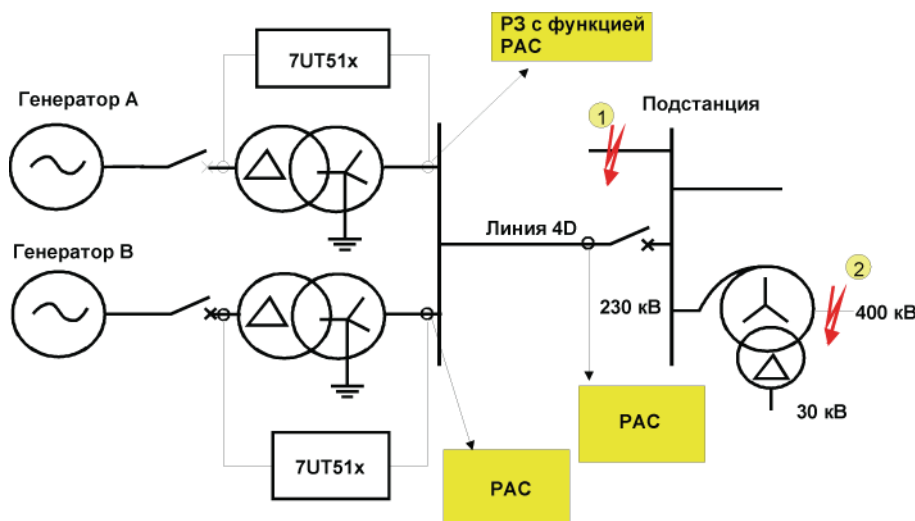 РЗ с функцией
РАС
7UT51x
Генератор А
Подстанция
1
Линия 4D
Генератор В
2
230 кВ
400 кВ
30 кВ
РАС
7UT51x
РАС